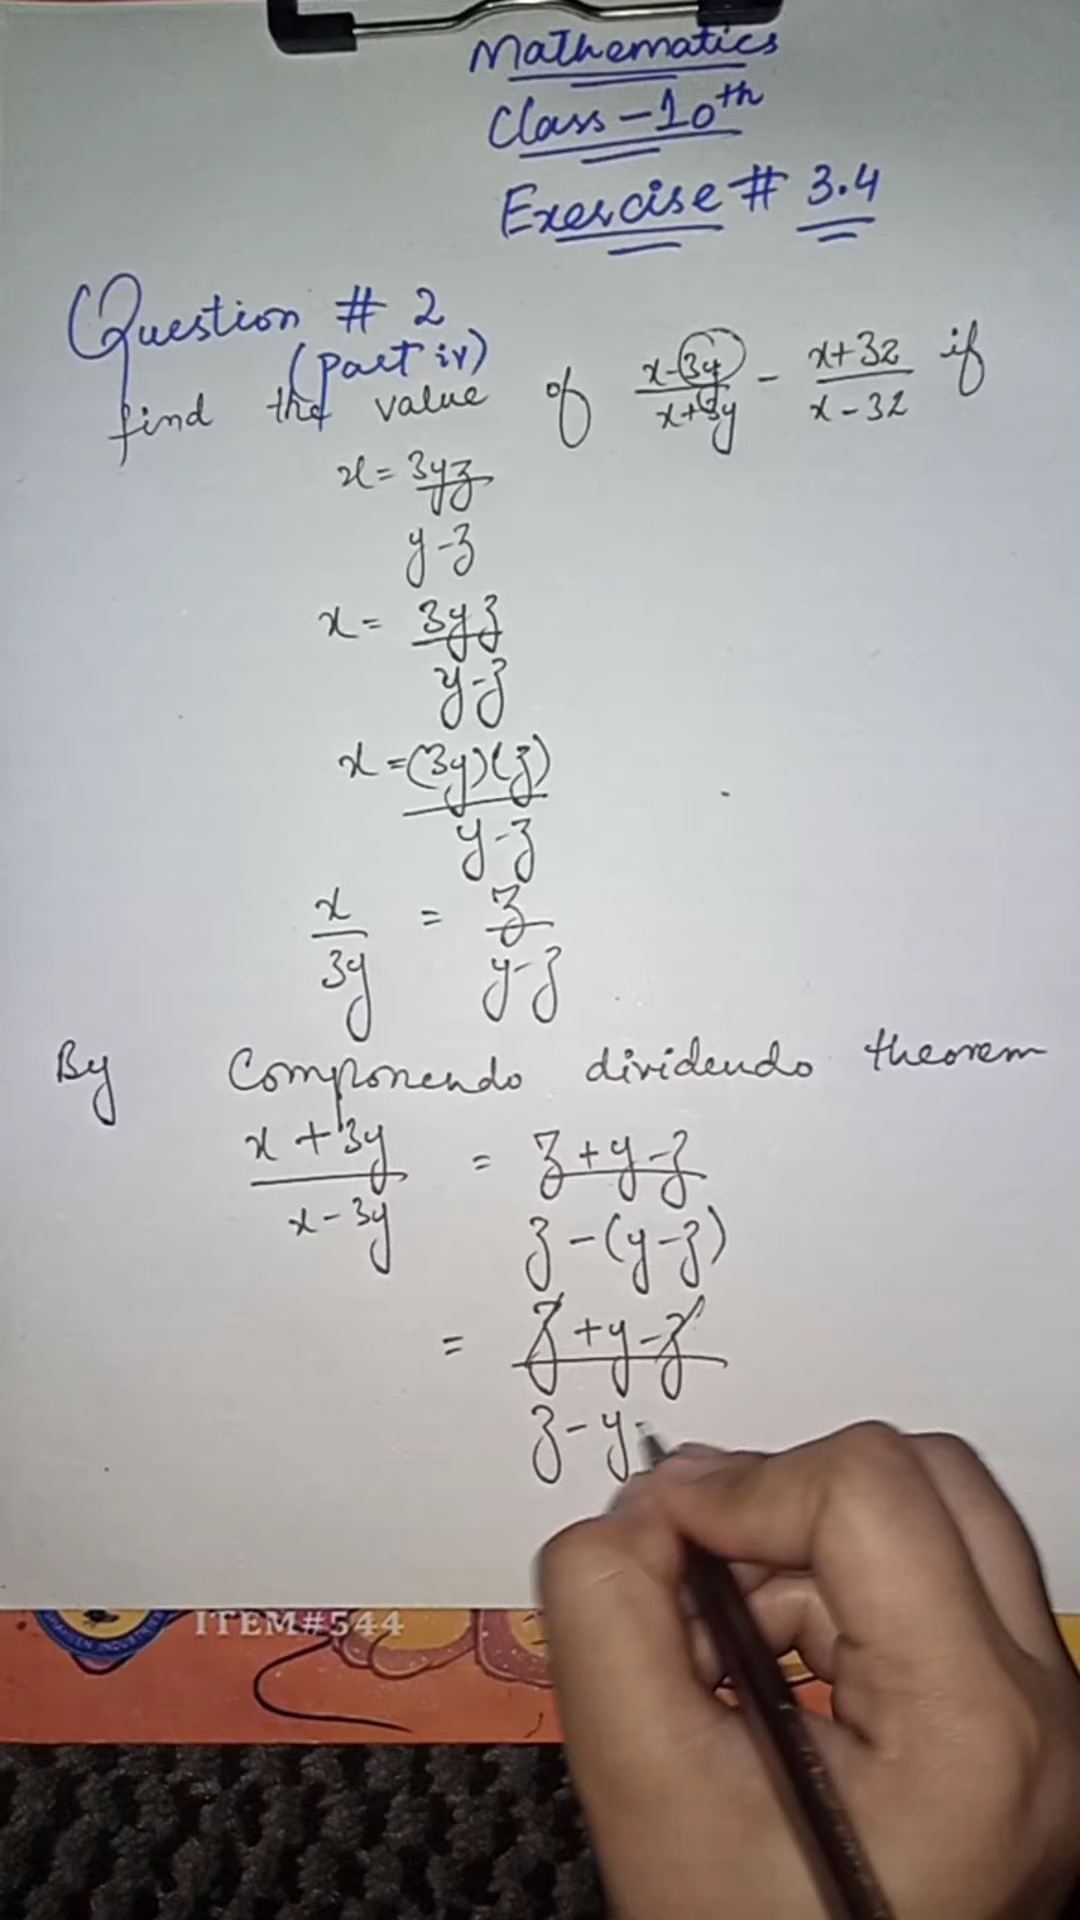 Mathematics
Class-10th
Exercise # 3.4
Question # 2
(part iv)
find the value of x-3y/x+3y - x+3z/x-3z if
x = 3yz
y-z
x = 3yz
y-z
x = (3y)(z)
y-z
x/3y = z/y-z
By Componendo dividendo theorem
x+3y/x-3y = z+y-z
z-(y-z)
= z+y-z
z-y
ITEM#544